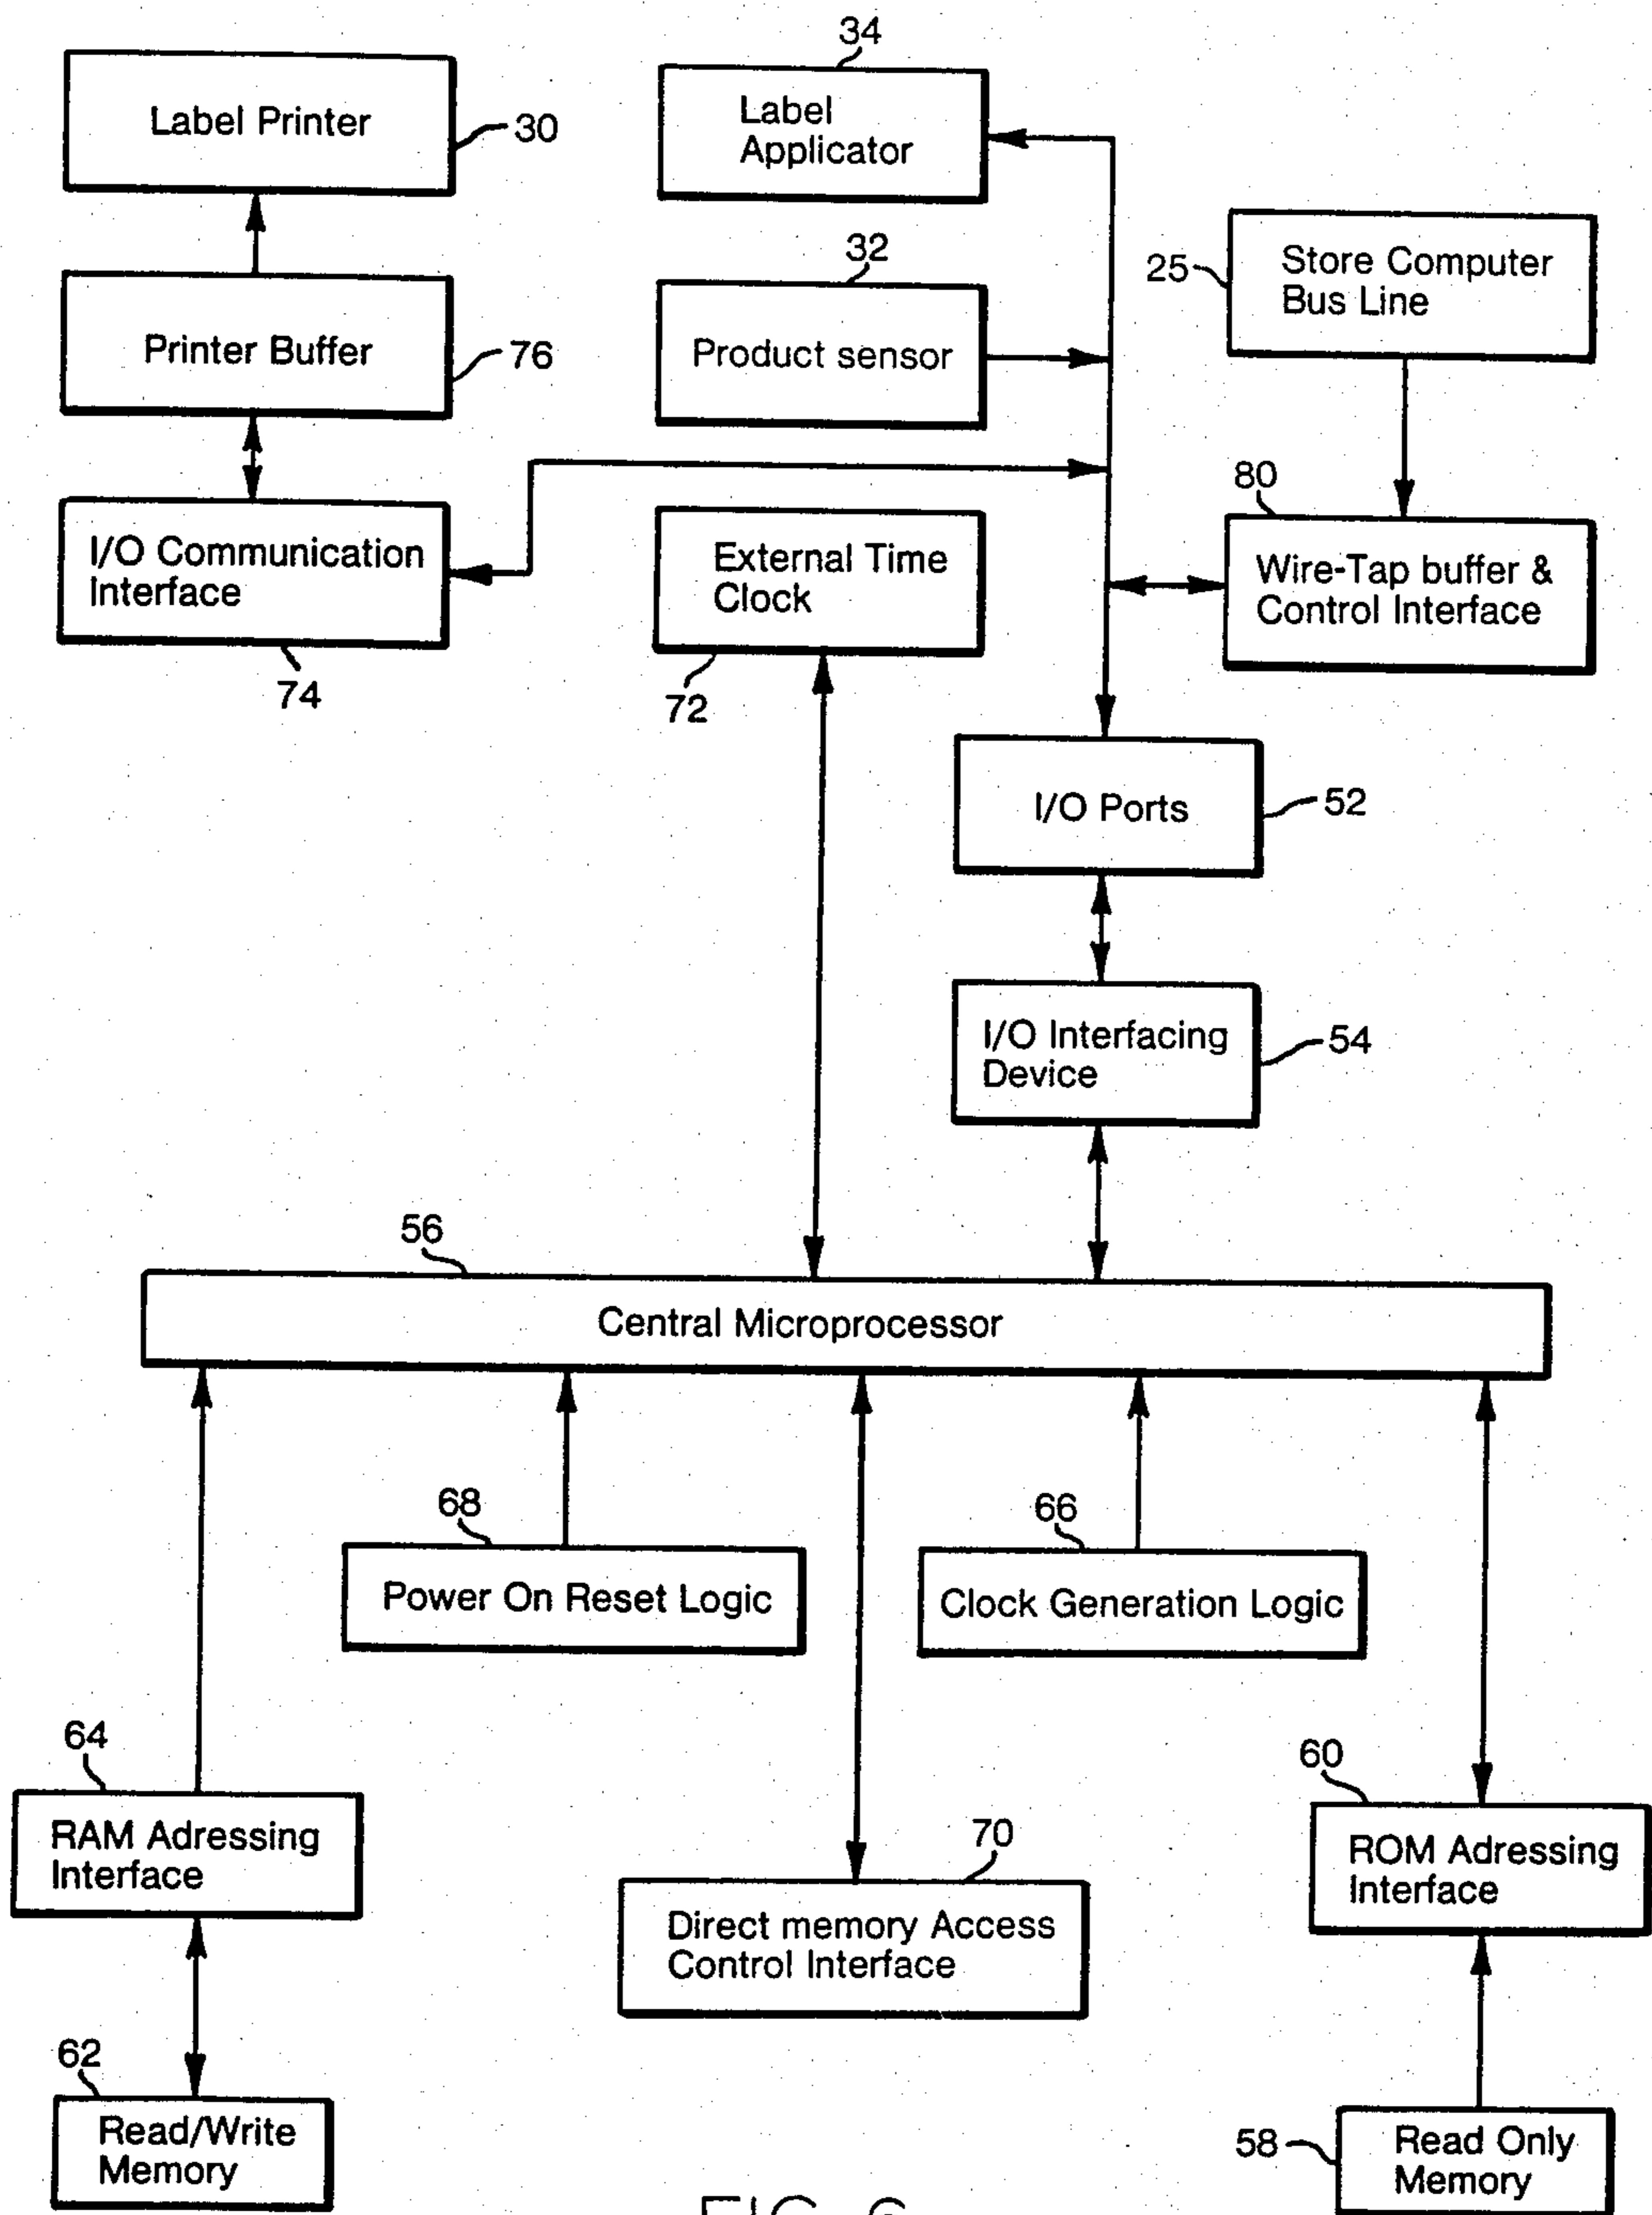 34
Label Printer
30
Label
Applicator
32
25
Store Computer
Bus Line
Printer Buffer
76
Product sensor
80
I/O Communication
Interface
74
External Time
Clock
72
Wire-Tap buffer &
Control Interface
I/O Ports
52
I/O Interfacing
Device
54
56
Central Microprocessor
68
Power On Reset Logic
66
Clock Generation Logic
64
RAM Adressing
Interface
70
Direct memory Access
Control Interface
60
ROM Adressing
Interface
62
Read/Write
Memory
58
Read Only
Memory